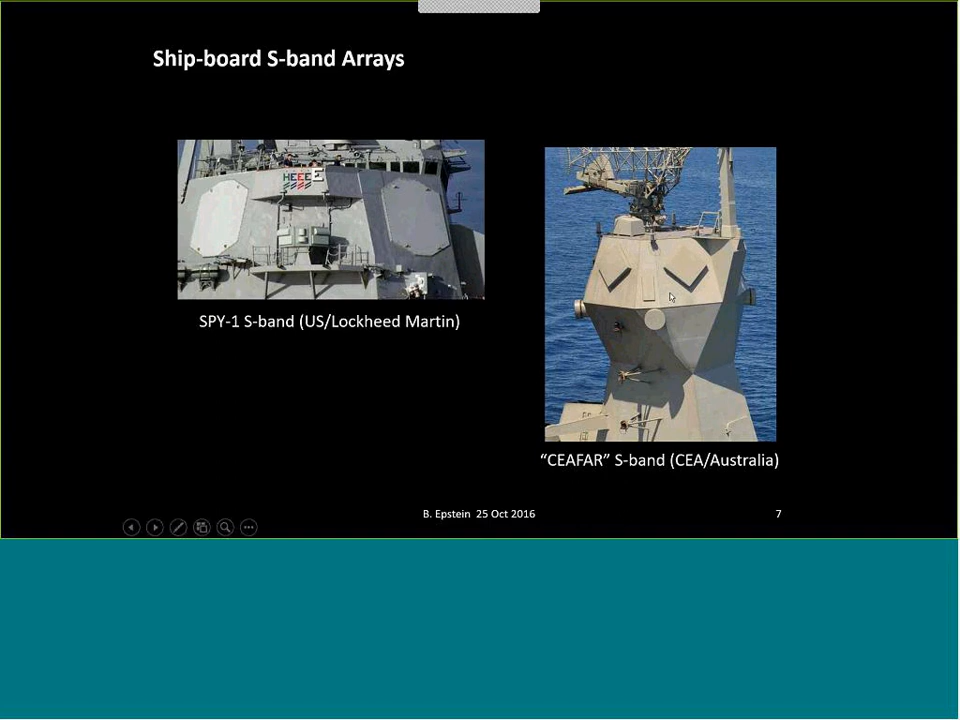 Ship-board S-band Arrays
SPY-1 S-band (US/Lockheed Martin)
“CEAFAR” S-band (CEA/Australia)
B. Epstein 25 Oct 2016
7